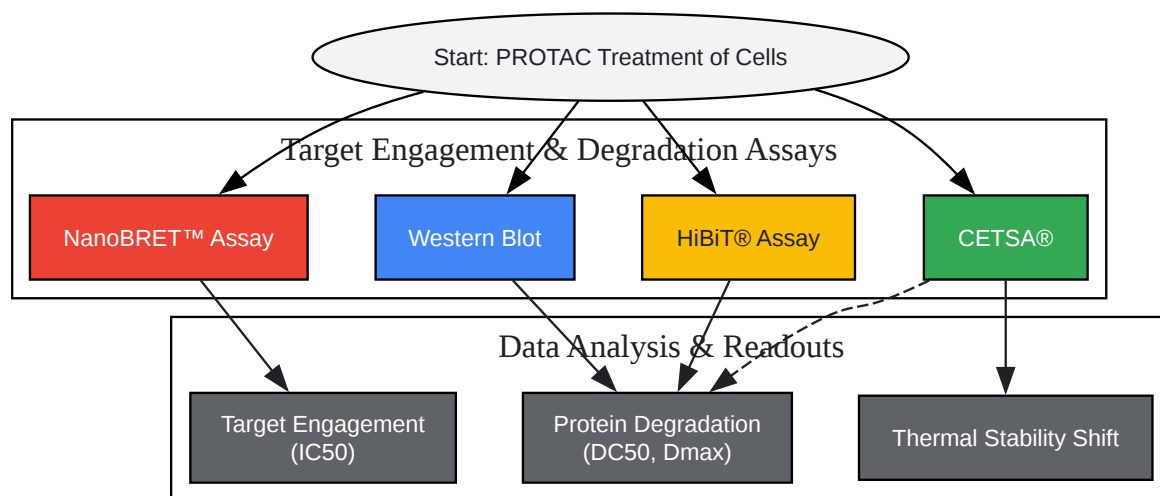 Start: PROTAC Treatment of Cells
Target Engagement & Degradation Assays
NanoBRET™ Assay
Western Blot
HiBiT® Assay
CETSA®
Data Analysis & Readouts
Target Engagement
(IC50)
Protein Degradation
(DC50, Dmax)
Thermal Stability Shift